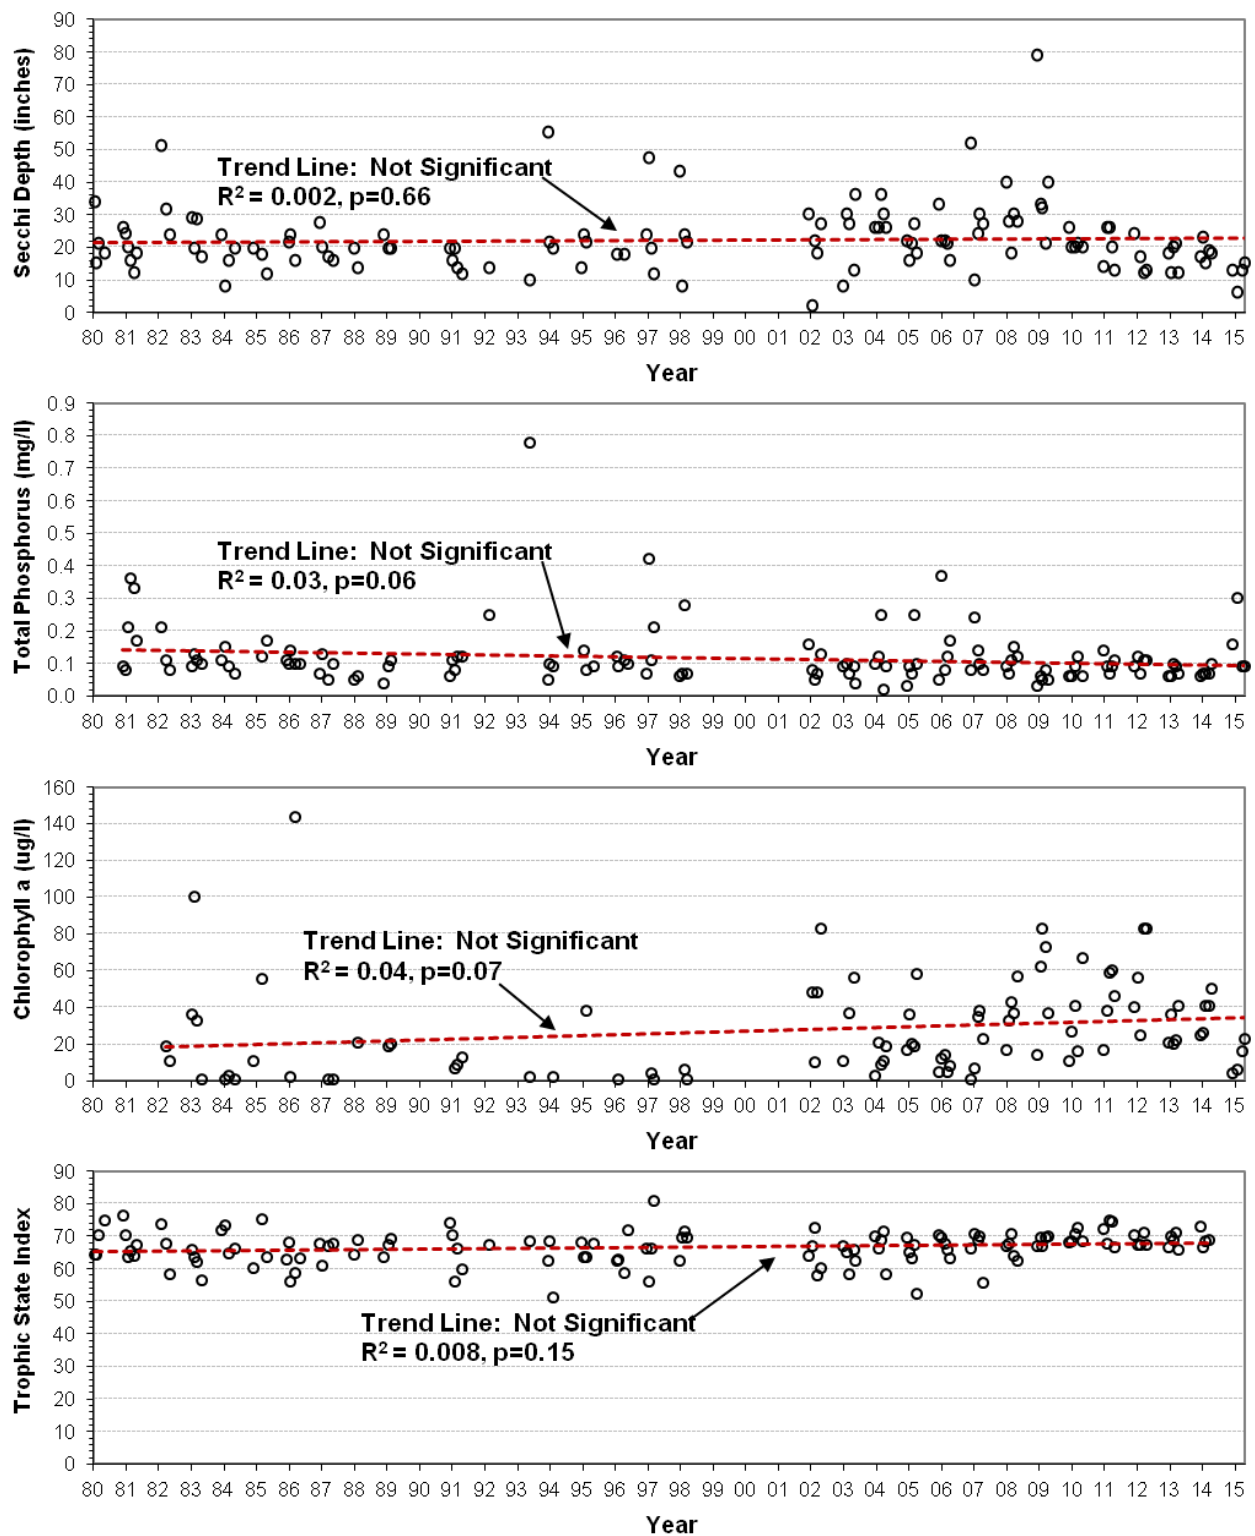 Secchi Depth (inches)
90
80
70
60
50
40
30
20
10
0
Trend Line: Not Significant
R² = 0.002, p=0.66
80 81 82 83 84 85 86 87 88 89 90 91 92 93 94 95 96 97 98 99 00 01 02 03 04 05 06 07 08 09 10 11 12 13 14 15
Year
Total Phosphorus (mg/l)
0.9
0.8
0.7
0.6
0.5
0.4
0.3
0.2
0.1
0.0
Trend Line: Not Significant
R² = 0.03, p=0.06
80 81 82 83 84 85 86 87 88 89 90 91 92 93 94 95 96 97 98 99 00 01 02 03 04 05 06 07 08 09 10 11 12 13 14 15
Year
Chlorophyll a (ug/l)
160
140
120
100
80
60
40
20
0
Trend Line: Not Significant
R² = 0.04, p=0.07
80 81 82 83 84 85 86 87 88 89 90 91 92 93 94 95 96 97 98 99 00 01 02 03 04 05 06 07 08 09 10 11 12 13 14 15
Year
Trophic State Index
90
80
70
60
50
40
30
20
10
0
Trend Line: Not Significant
R² = 0.008, p=0.15
80 81 82 83 84 85 86 87 88 89 90 91 92 93 94 95 96 97 98 99 00 01 02 03 04 05 06 07 08 09 10 11 12 13 14 15
Year